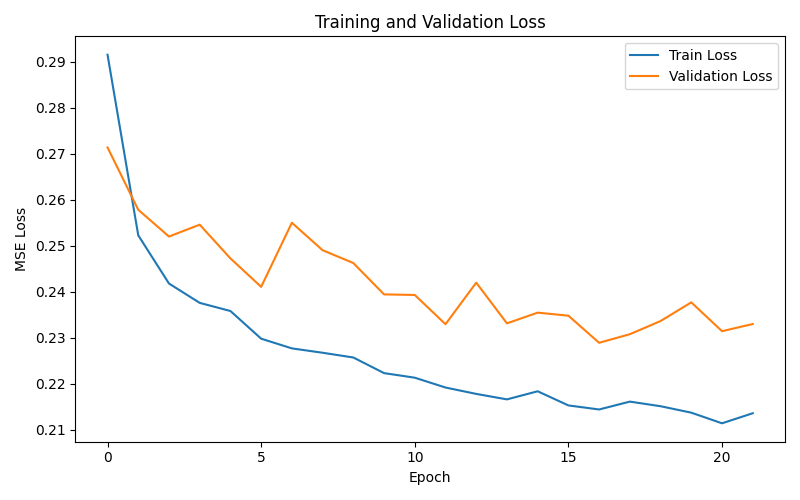 Training and Validation Loss
Train Loss
Validation Loss
MSE Loss
0.29
0.28
0.27
0.26
0.25
0.24
0.23
0.22
0.21
0
5
10
15
20
Epoch